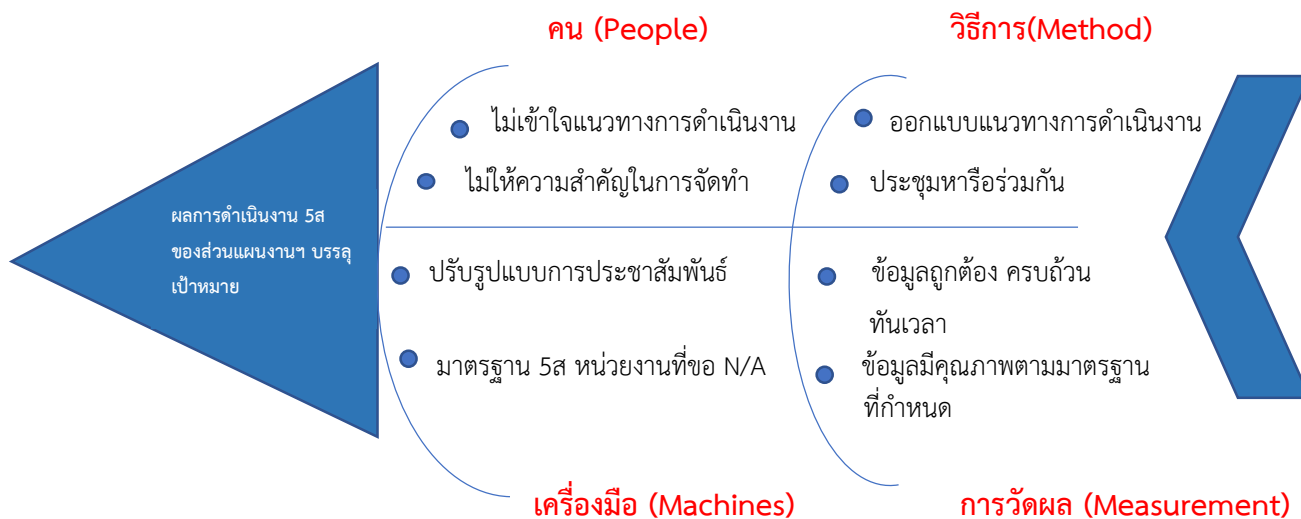 คน (People)
วิธีการ(Method)
ไม่เข้าใจแนวทางการดำเนินงาน
ออกแบบแนวทางการดำเนินงาน
ไม่ให้ความสำคัญในการจัดทำ
ประชุมหารือร่วมกัน
ผลการดำเนินงาน 5ส
ของส่วนแผนงานฯ บรรลุ
เป้าหมาย
ปรับรูปแบบการประชาสัมพันธ์
ข้อมูลถูกต้อง ครบถ้วน
ทันเวลา
มาตรฐาน 5ส หน่วยงานที่ขอ N/A
ข้อมูลมีคุณภาพตามมาตรฐาน
ที่กำหนด
เครื่องมือ (Machines)
การวัดผล (Measurement)